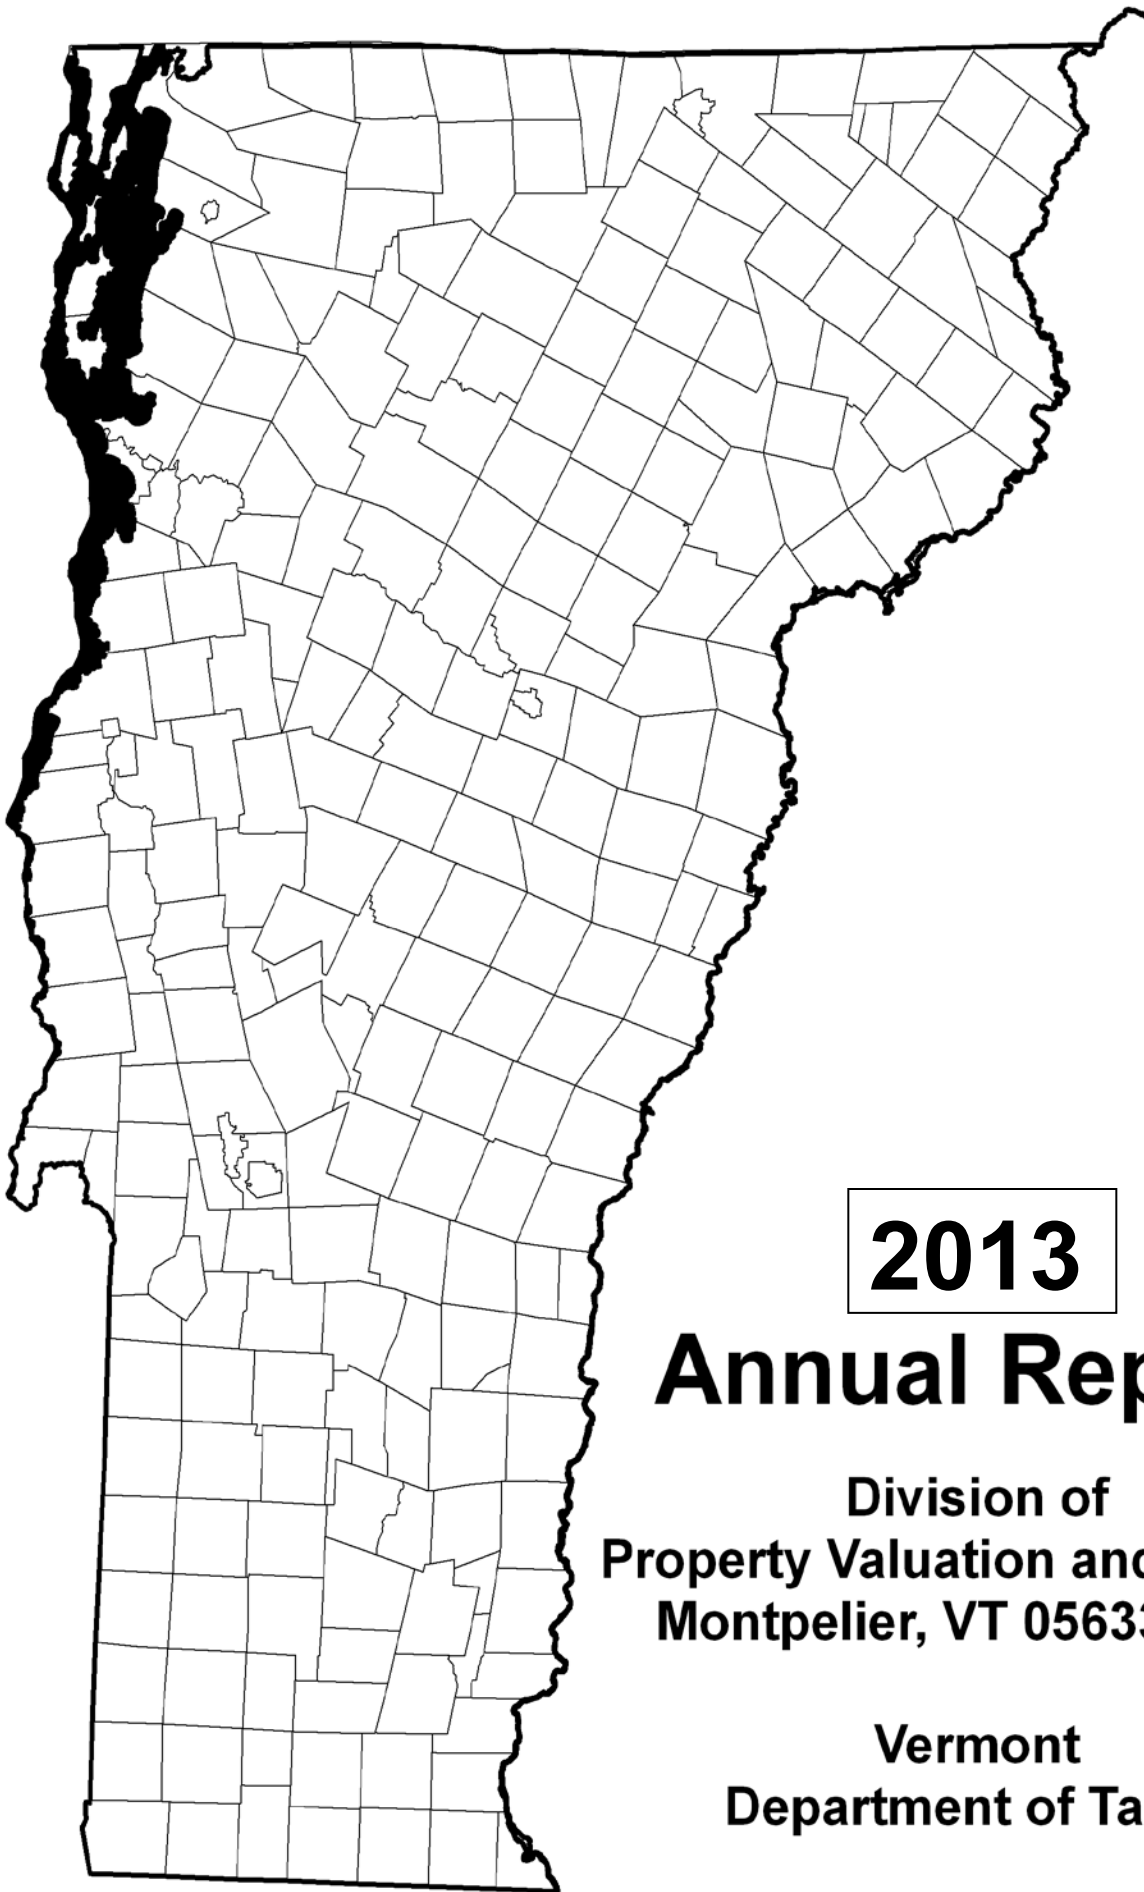 2013
Annual Rep
Division of
Property Valuation and
Montpelier, VT 0563
Vermont
Department of Ta